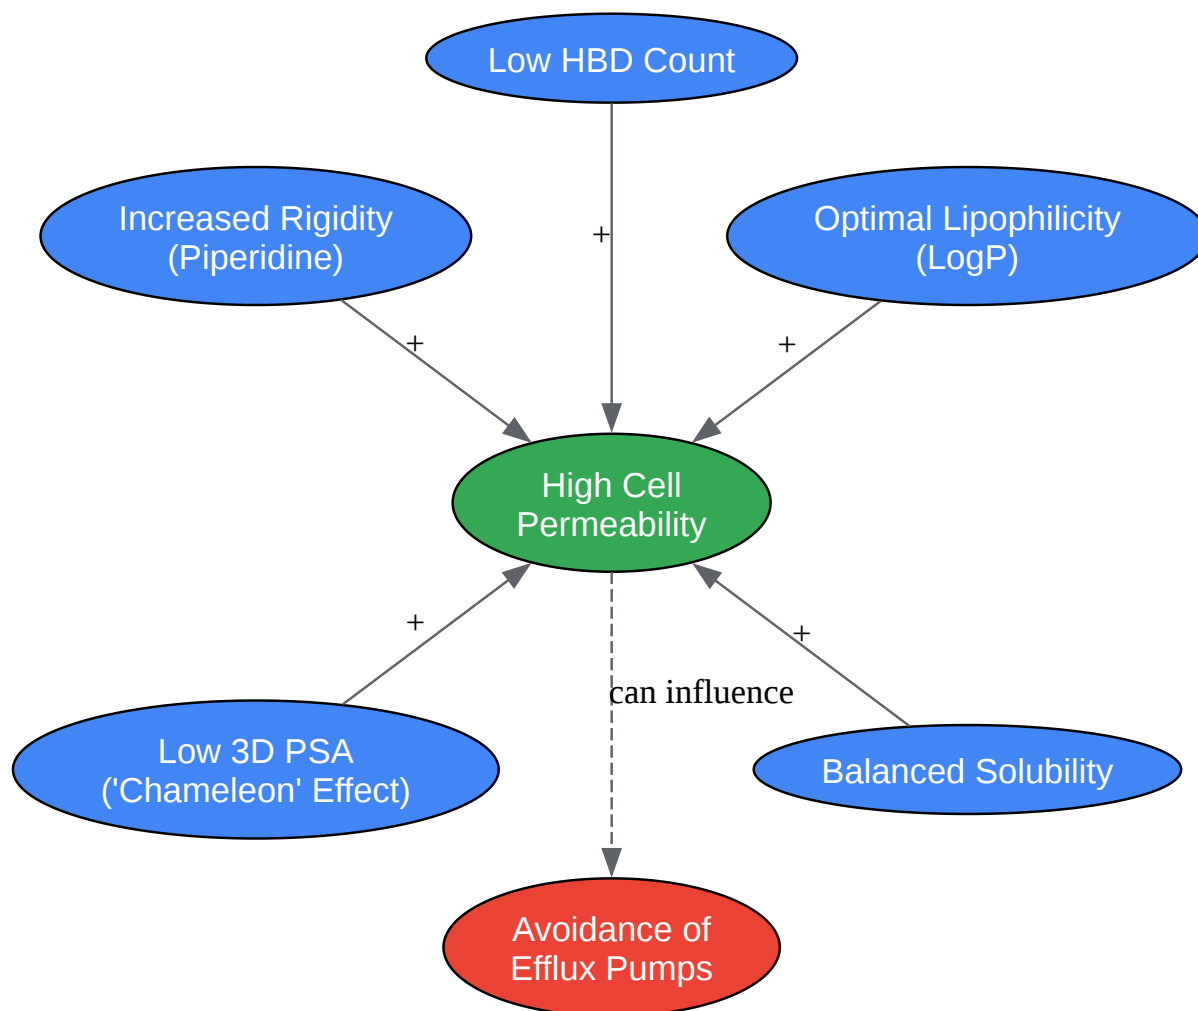 Low HBD Count
Increased Rigidity
(Piperidine)
Optimal Lipophilicity
(LogP)
+
+
+
High Cell
Permeability
+
+
can influence
Low 3D PSA
('Chameleon' Effect)
Balanced Solubility
Avoidance of
Efflux Pumps